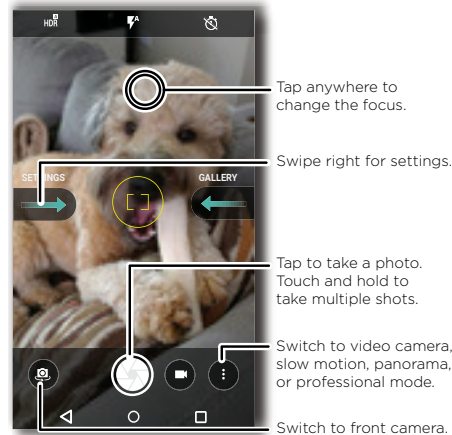 HDR
A
A
Tap anywhere to
change the focus.
SETTINGS
GALLERY
Swipe right for settings.
Tap to take a photo.
Touch and hold to
take multiple shots.
Switch to video camera,
slow motion, panorama,
or professional mode.
Switch to front camera.